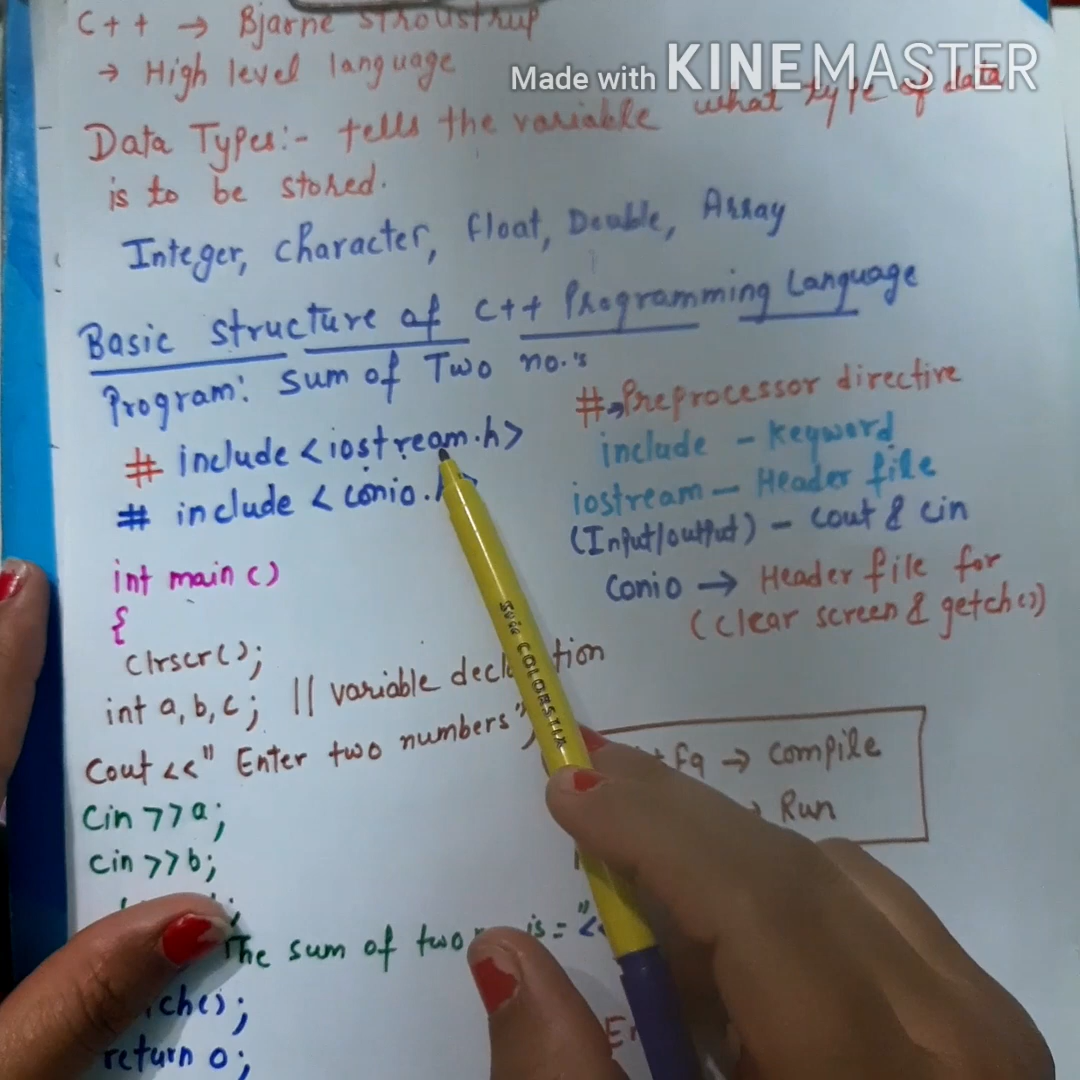 C++ → Bjarne Stroustrup
→ High level language
Made with KINEMASTER
Data Types:- tells the variable what type of data
is to be stored.
Integer, Character, Float, Double, Array
Basic structure of C++ Programming Language
Program: Sum of Two no.'s
# → Preprocessor directive
# include <iostream.h>
include - keyword
# include < conio.
iostream - Header file
(Input/output) - cout & cin
int main ()
conio → Header file for
(clear screen & getch())
{
clrscr();
int a, b, c; // variable
cout <<" Enter two numbers"
F9 → Compile
→ Run
cin >> a;
cin >> b;
The sum of two is = "<
ch();
return 0;
COLORSTIX